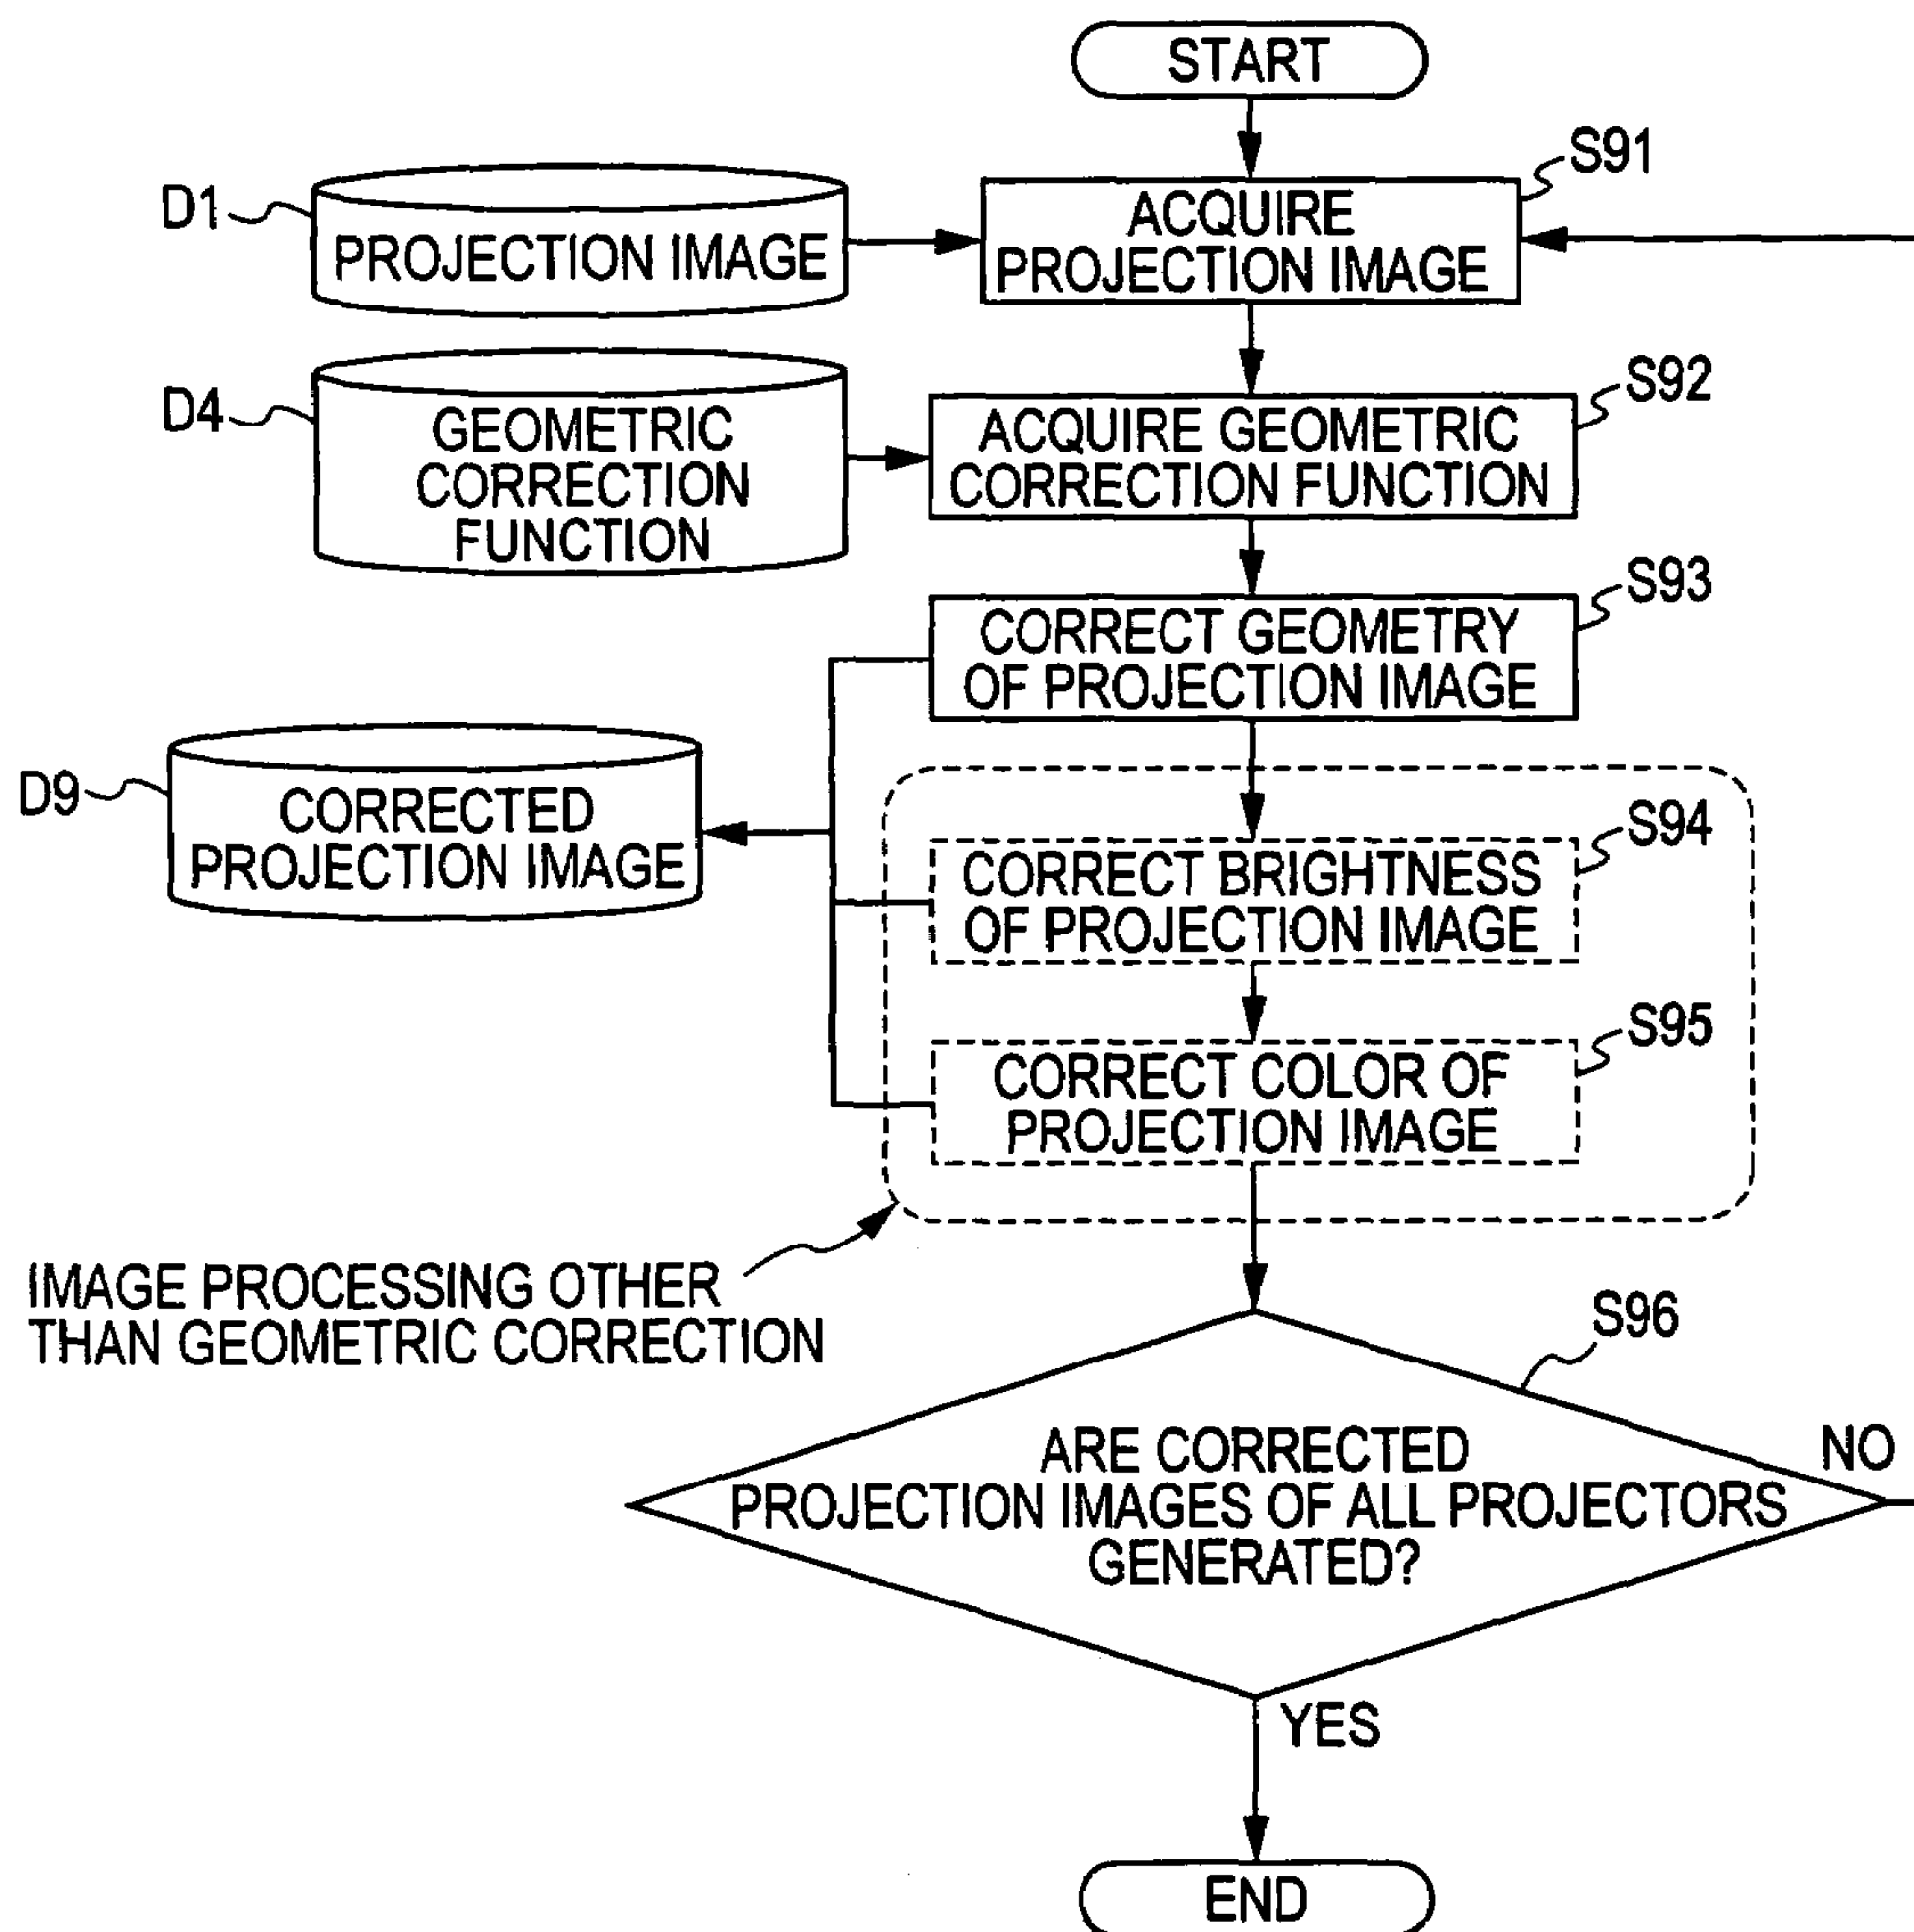 START
S91
D1
PROJECTION IMAGE
ACQUIRE
PROJECTION IMAGE
S92
D4
GEOMETRIC
CORRECTION
FUNCTION
ACQUIRE GEOMETRIC
CORRECTION FUNCTION
S93
CORRECT GEOMETRY
OF PROJECTION IMAGE
D9
CORRECTED
PROJECTION IMAGE
S94
CORRECT BRIGHTNESS
OF PROJECTION IMAGE
S95
CORRECT COLOR OF
PROJECTION IMAGE
IMAGE PROCESSING OTHER
THAN GEOMETRIC CORRECTION
S96
ARE CORRECTED
PROJECTION IMAGES OF ALL PROJECTORS
GENERATED?
NO
YES
END